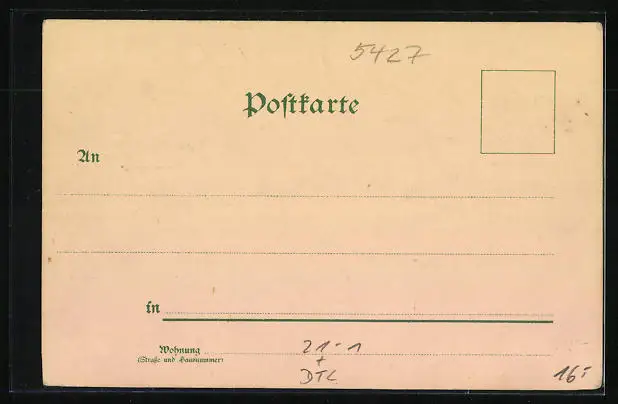 5427
Postkarte
An
in
Wohnung
(Straße und Hausnummer)
21-1
+
DTL
16,-